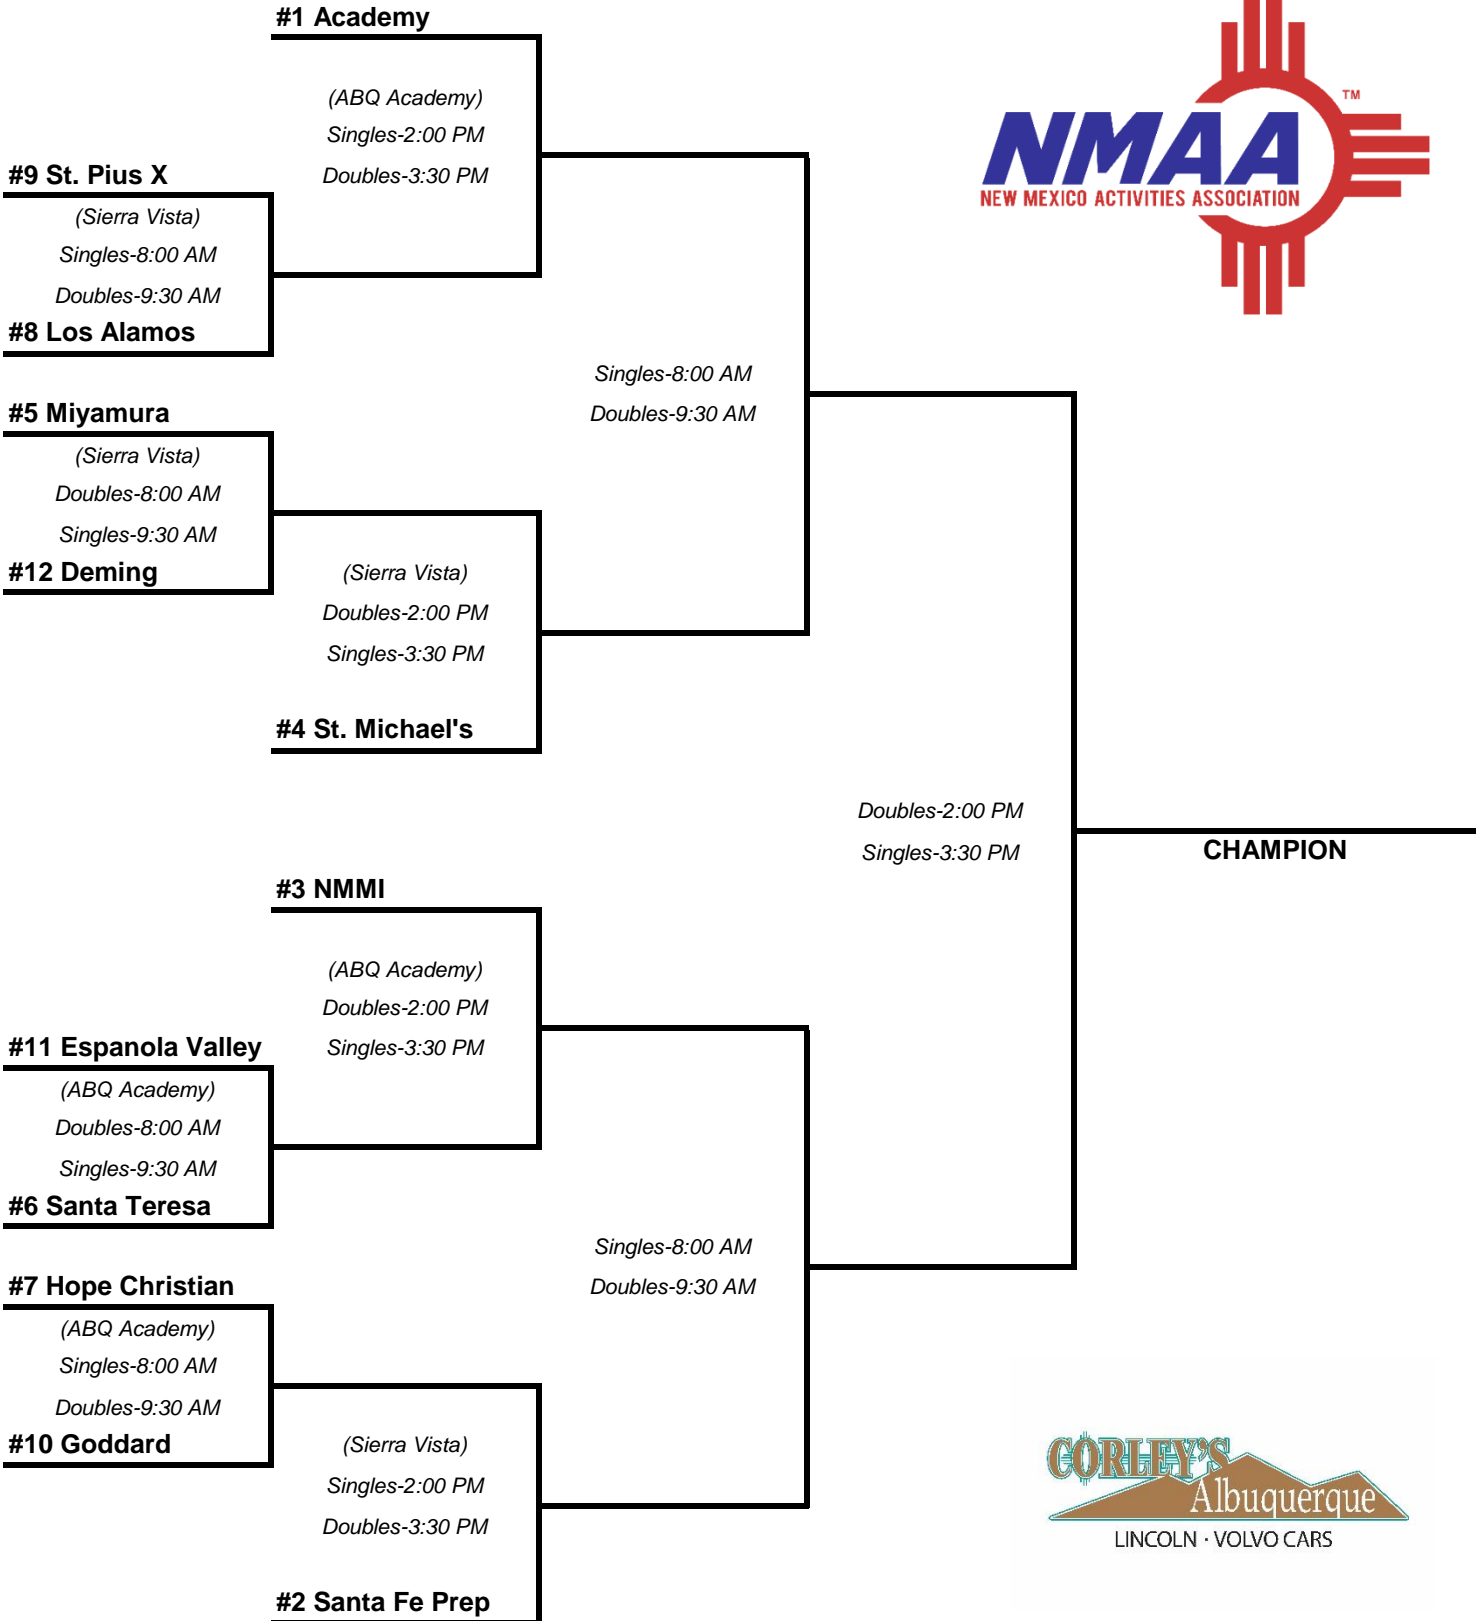 #1 Academy
(ABQ Academy)
Singles-2:00 PM
Doubles-3:30 PM
TM
NMAA
NEW MEXICO ACTIVITIES ASSOCIATION
#9 St. Pius X
(Sierra Vista)
Singles-8:00 AM
Doubles-9:30 AM
#8 Los Alamos
Singles-8:00 AM
Doubles-9:30 AM
#5 Miyamura
(Sierra Vista)
Doubles-8:00 AM
Singles-9:30 AM
#12 Deming
(Sierra Vista)
Doubles-2:00 PM
Singles-3:30 PM
#4 St. Michael's
Doubles-2:00 PM
Singles-3:30 PM
CHAMPION
#3 NMMI
(ABQ Academy)
Doubles-2:00 PM
Singles-3:30 PM
#11 Espanola Valley
(ABQ Academy)
Doubles-8:00 AM
Singles-9:30 AM
#6 Santa Teresa
Singles-8:00 AM
Doubles-9:30 AM
#7 Hope Christian
(ABQ Academy)
Singles-8:00 AM
Doubles-9:30 AM
#10 Goddard
(Sierra Vista)
Singles-2:00 PM
Doubles-3:30 PM
#2 Santa Fe Prep
CORLEY'S
Albuquerque
LINCOLN · VOLVO CARS